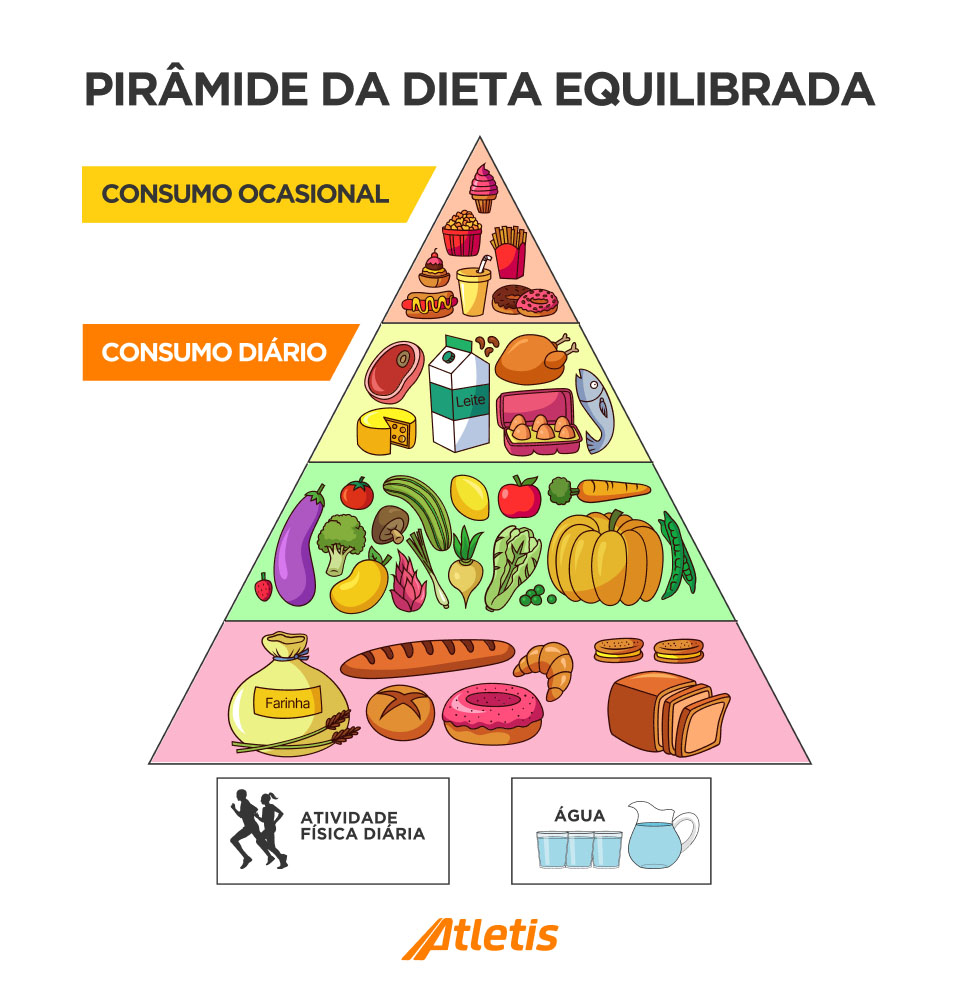 PIRÂMIDE DA DIETA EQUILIBRADA
CONSUMO OCASIONAL
CONSUMO DIÁRIO
Leite
Farinha
ATIVIDADE
FÍSICA DIÁRIA
ÁGUA
Atletis